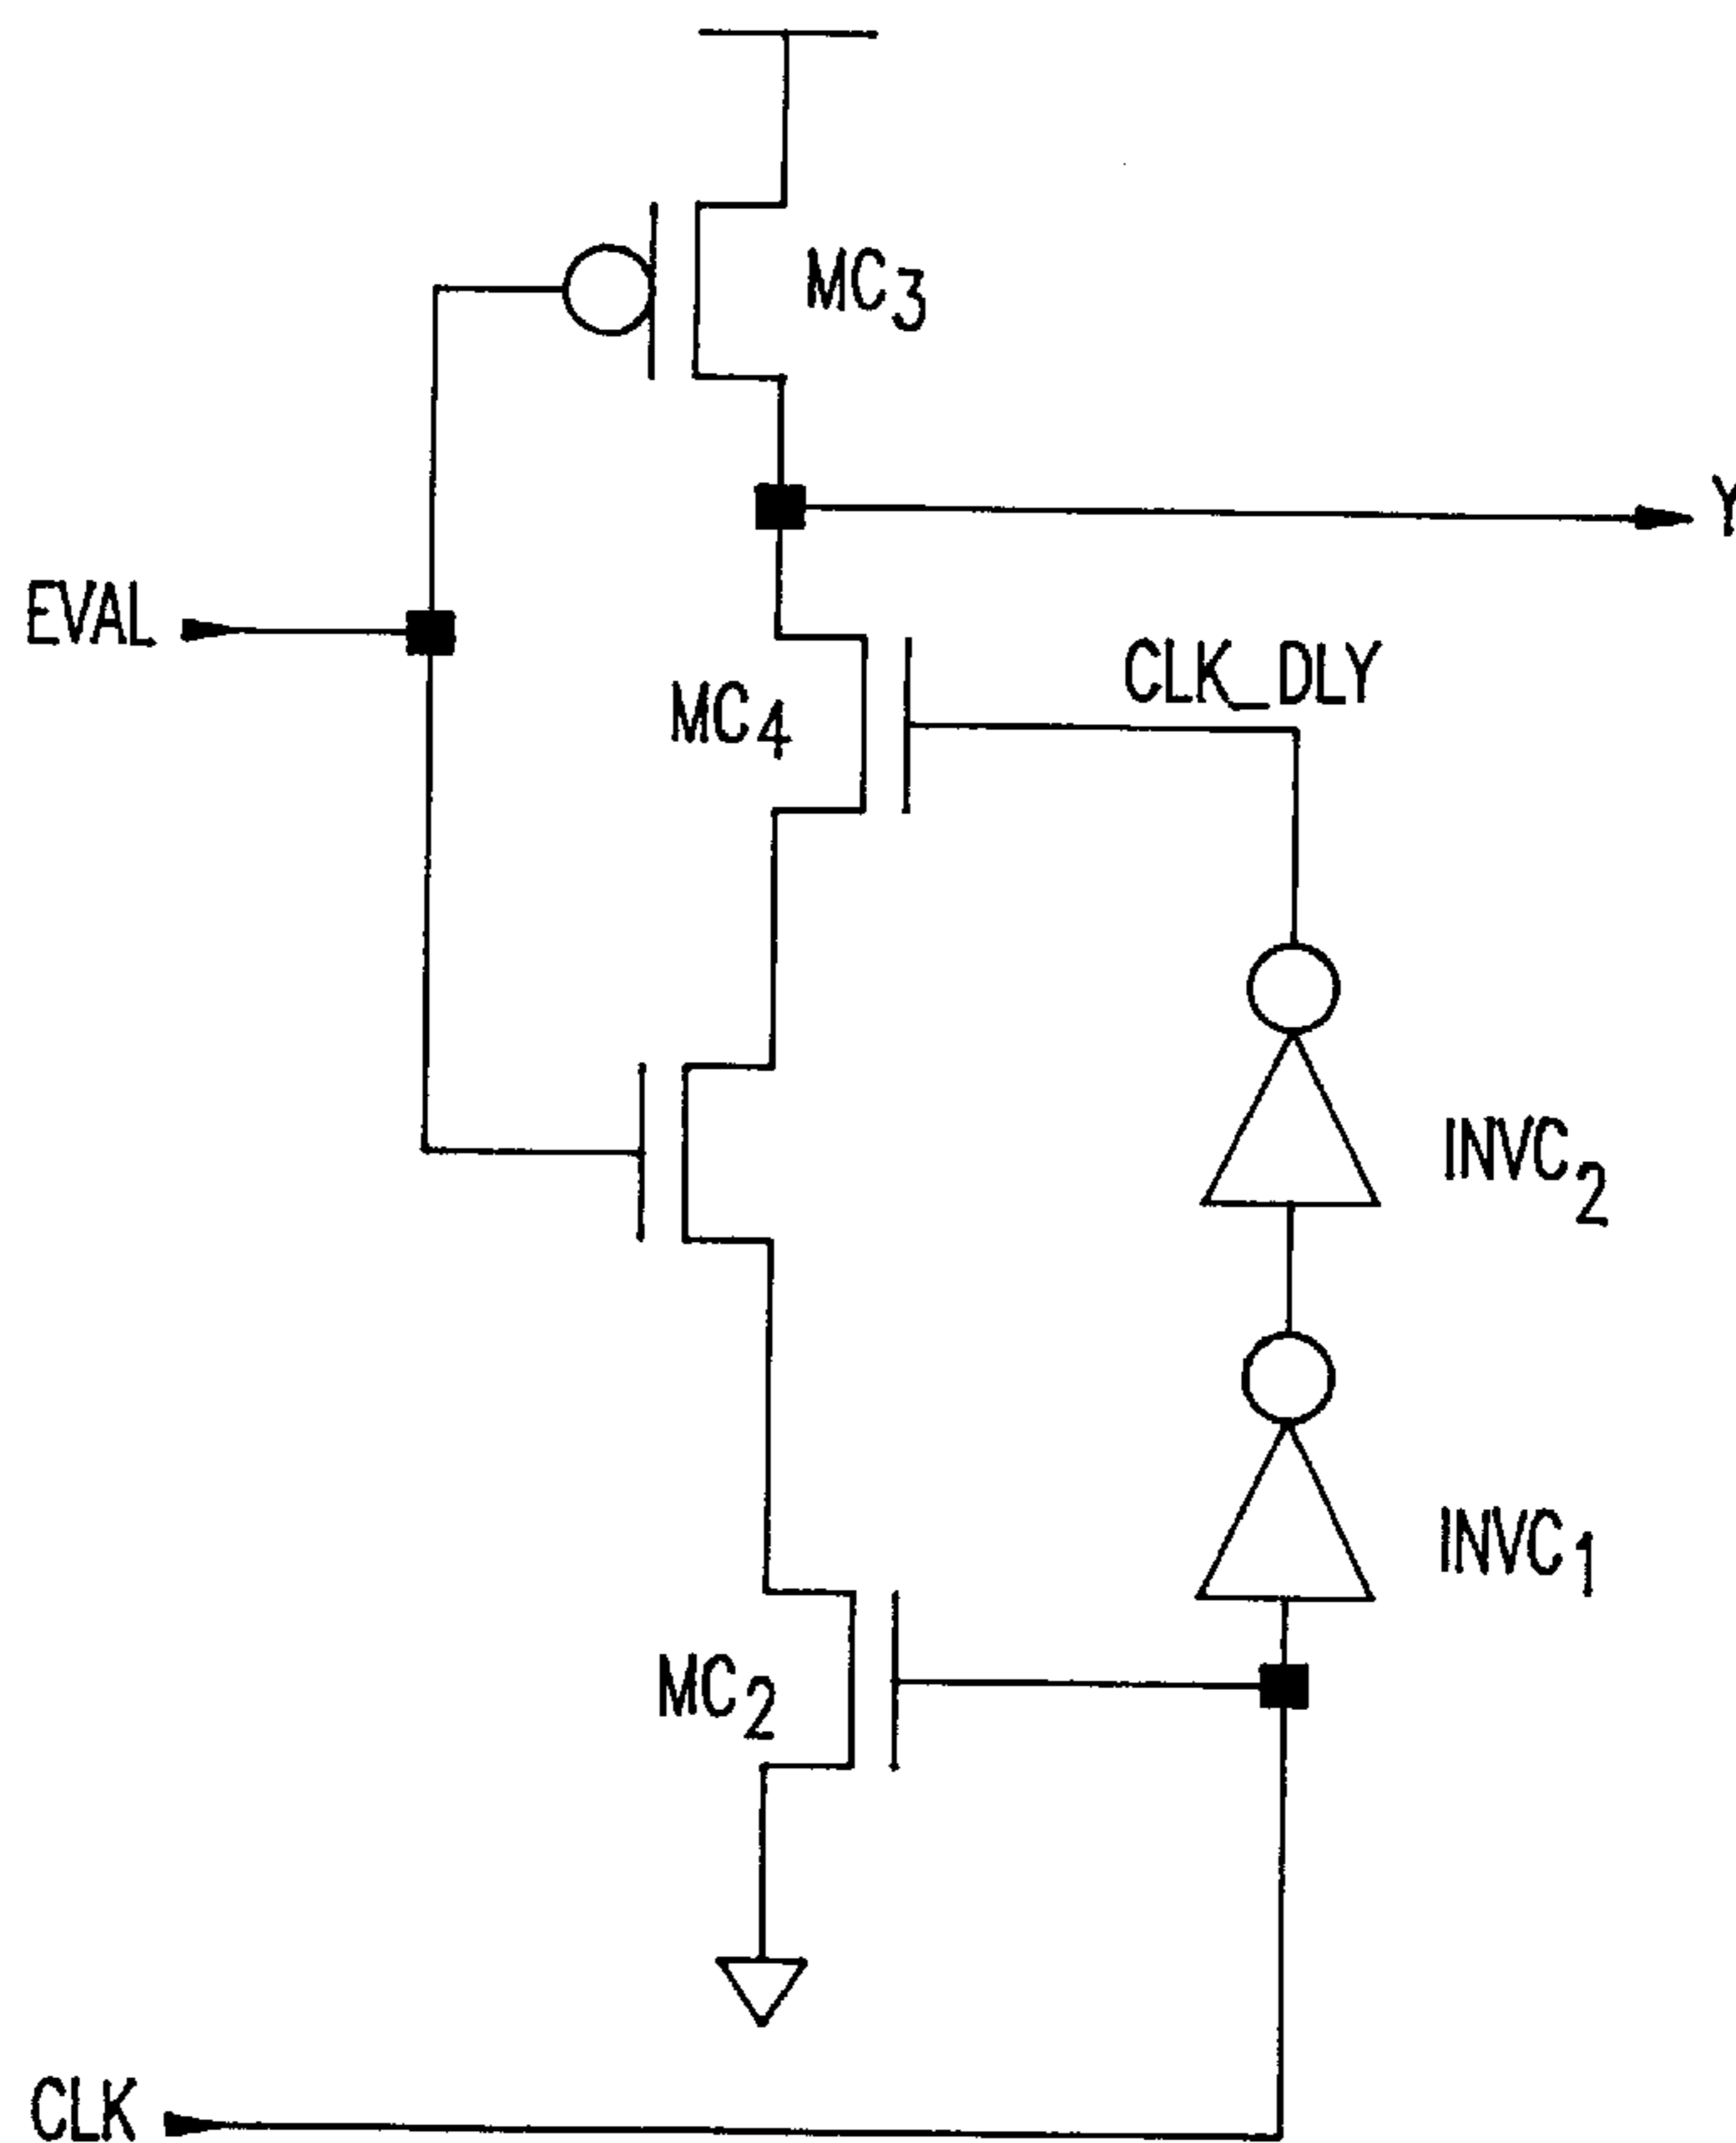 MC3
Y
EVAL
MC4
CLK_DLY
INVC2
INVC1
MC2
CLK